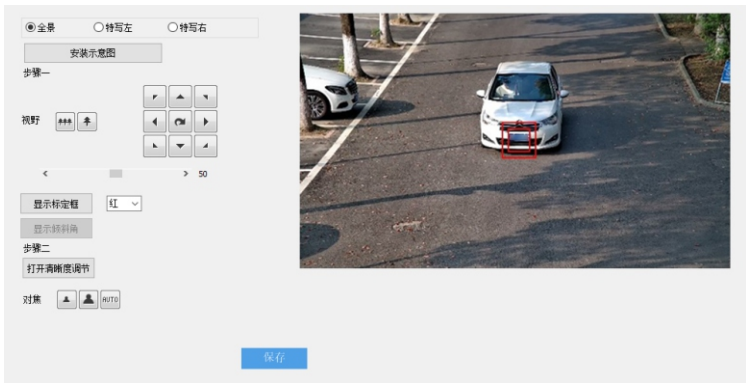 全景 特写左 特写右
安装示意图
步骤一
视野
50
显示标定框 红
显示倾斜角
步骤二
打开清晰度调节
对焦 AUTO
保存